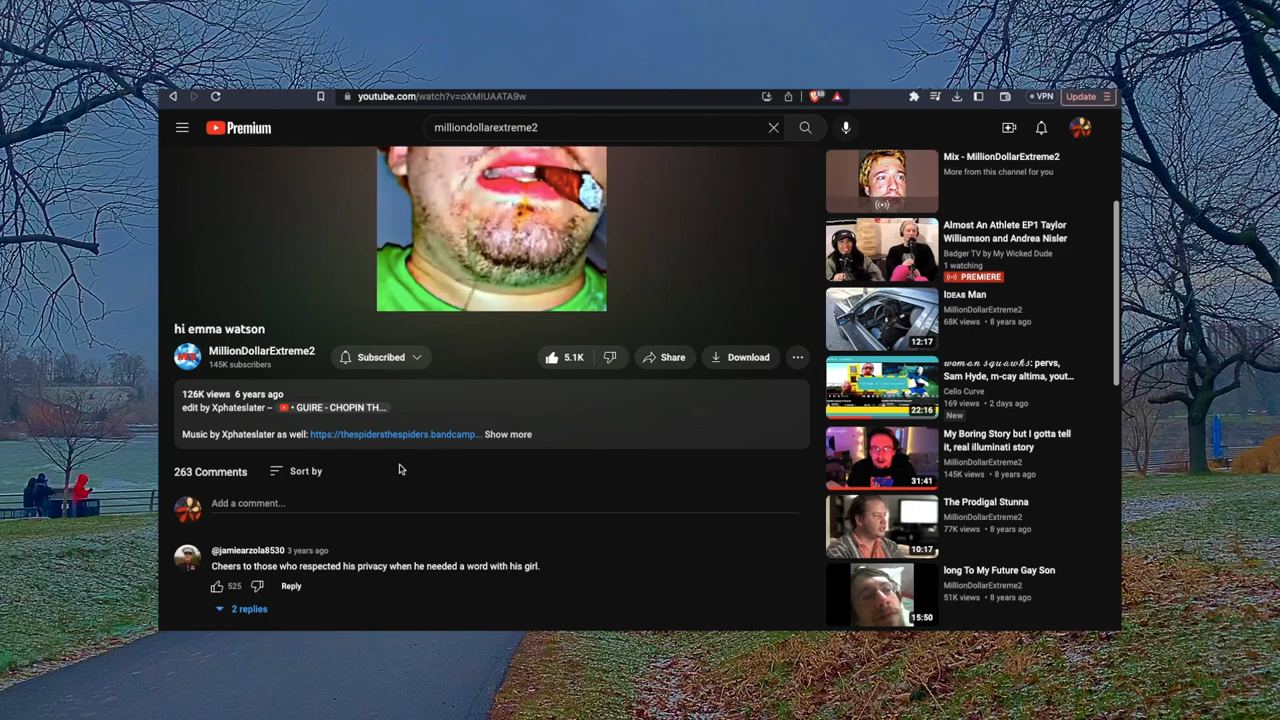 youtube.com/watch?v=oXMIUAATA9w
VPN
Update
Premium
milliondollarextreme2
Mix - MillionDollarExtreme2
More from this channel for you
Almost An Athlete EP1 Taylor
Williamson and Andrea Nisler
Badger TV by My Wicked Dude
1 watching
PREMIERE
IDEAS Man
MillionDollarExtreme2
68K views • 8 years ago
12:17
𝔀𝓸𝓶𝓪𝓷 𝓼𝓺𝓾𝓪𝔀𝓴𝓼: pervs,
Sam Hyde, m-cay altima, yout...
Cello Curve
169 views • 2 days ago
New
22:16
My Boring Story but I gotta tell
it, real illuminati story
MillionDollarExtreme2
145K views • 8 years ago
31:41
The Prodigal Stunna
MillionDollarExtreme2
77K views • 8 years ago
10:17
long To My Future Gay Son
MillionDollarExtreme2
51K views • 8 years ago
15:50
hi emma watson
MillionDollarExtreme2
145K subscribers
Subscribed
5.1K
Share
Download
126K views 6 years ago
edit by Xphateslater – • GUIRE - CHOPIN TH...
Music by Xphateslater as well: https://thespidersthespiders.bandcamp... Show more
263 Comments
Sort by
Add a comment...
@jamiearzola8530 3 years ago
Cheers to those who respected his privacy when he needed a word with his girl.
525
Reply
2 replies